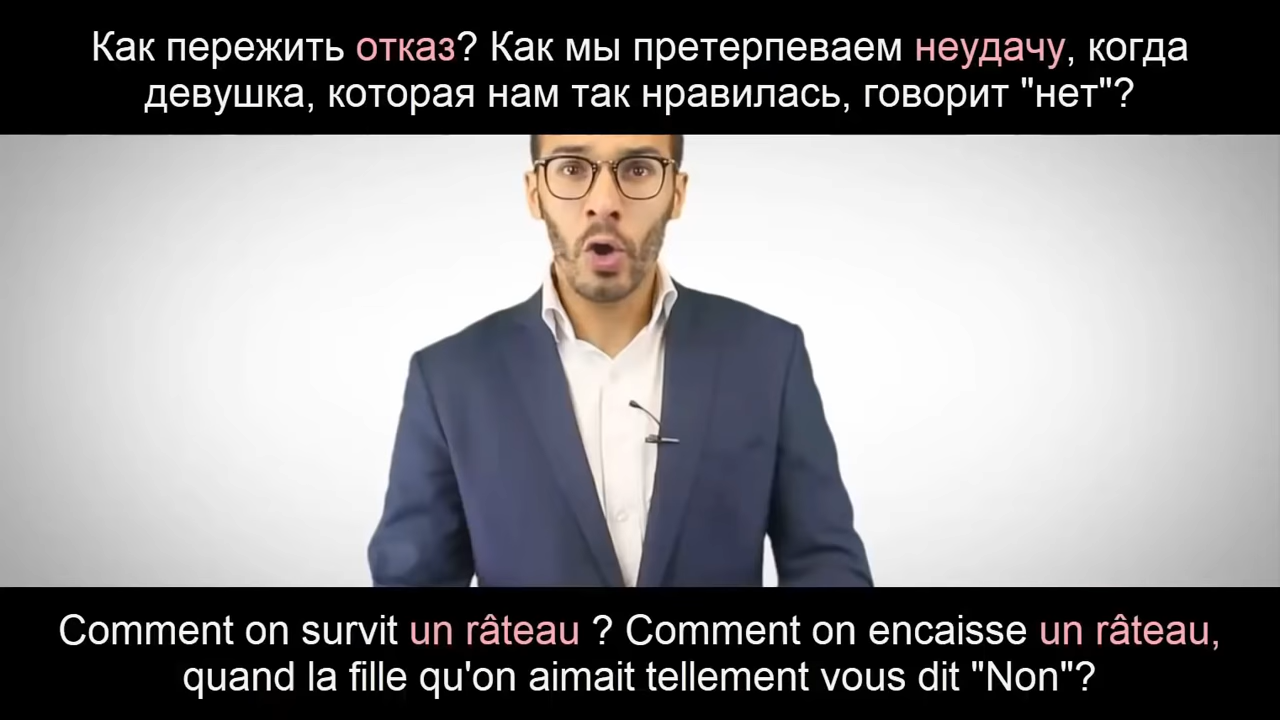 Как пережить отказ? Как мы претерпеваем неудачу, когда
девушка, которая нам так нравилась, говорит "нет"?
Comment on survit un râteau ? Comment on encaisse un râteau,
quand la fille qu'on aimait tellement vous dit "Non"?